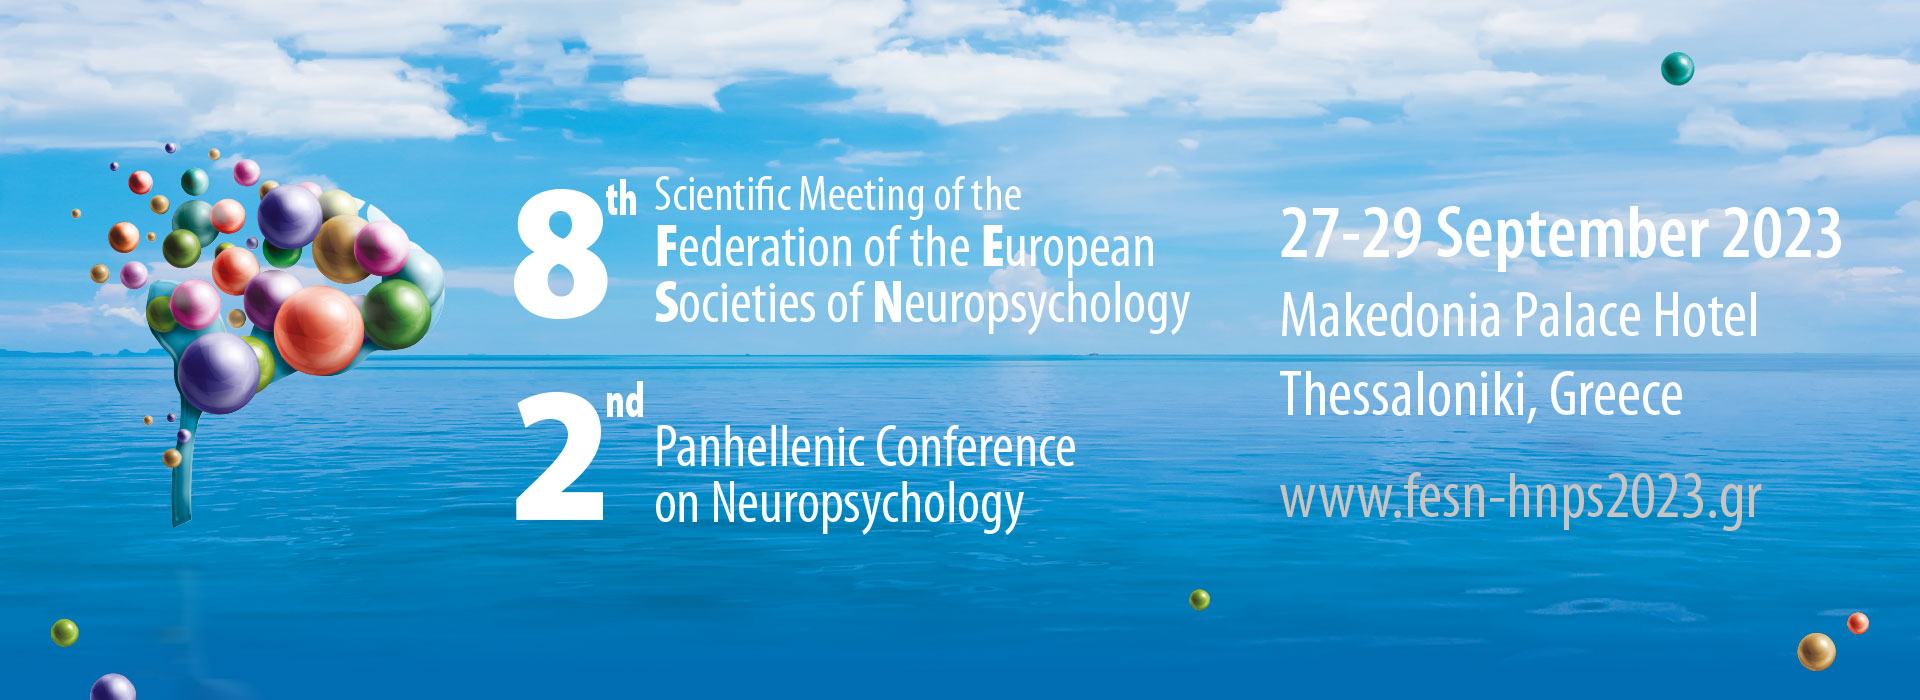 8th Scientific Meeting of the
Federation of the European
Societies of Neuropsychology
2nd Panhellenic Conference
on Neuropsychology
27-29 September 2023
Makedonia Palace Hotel
Thessaloniki, Greece
www.fesn-hnps2023.gr